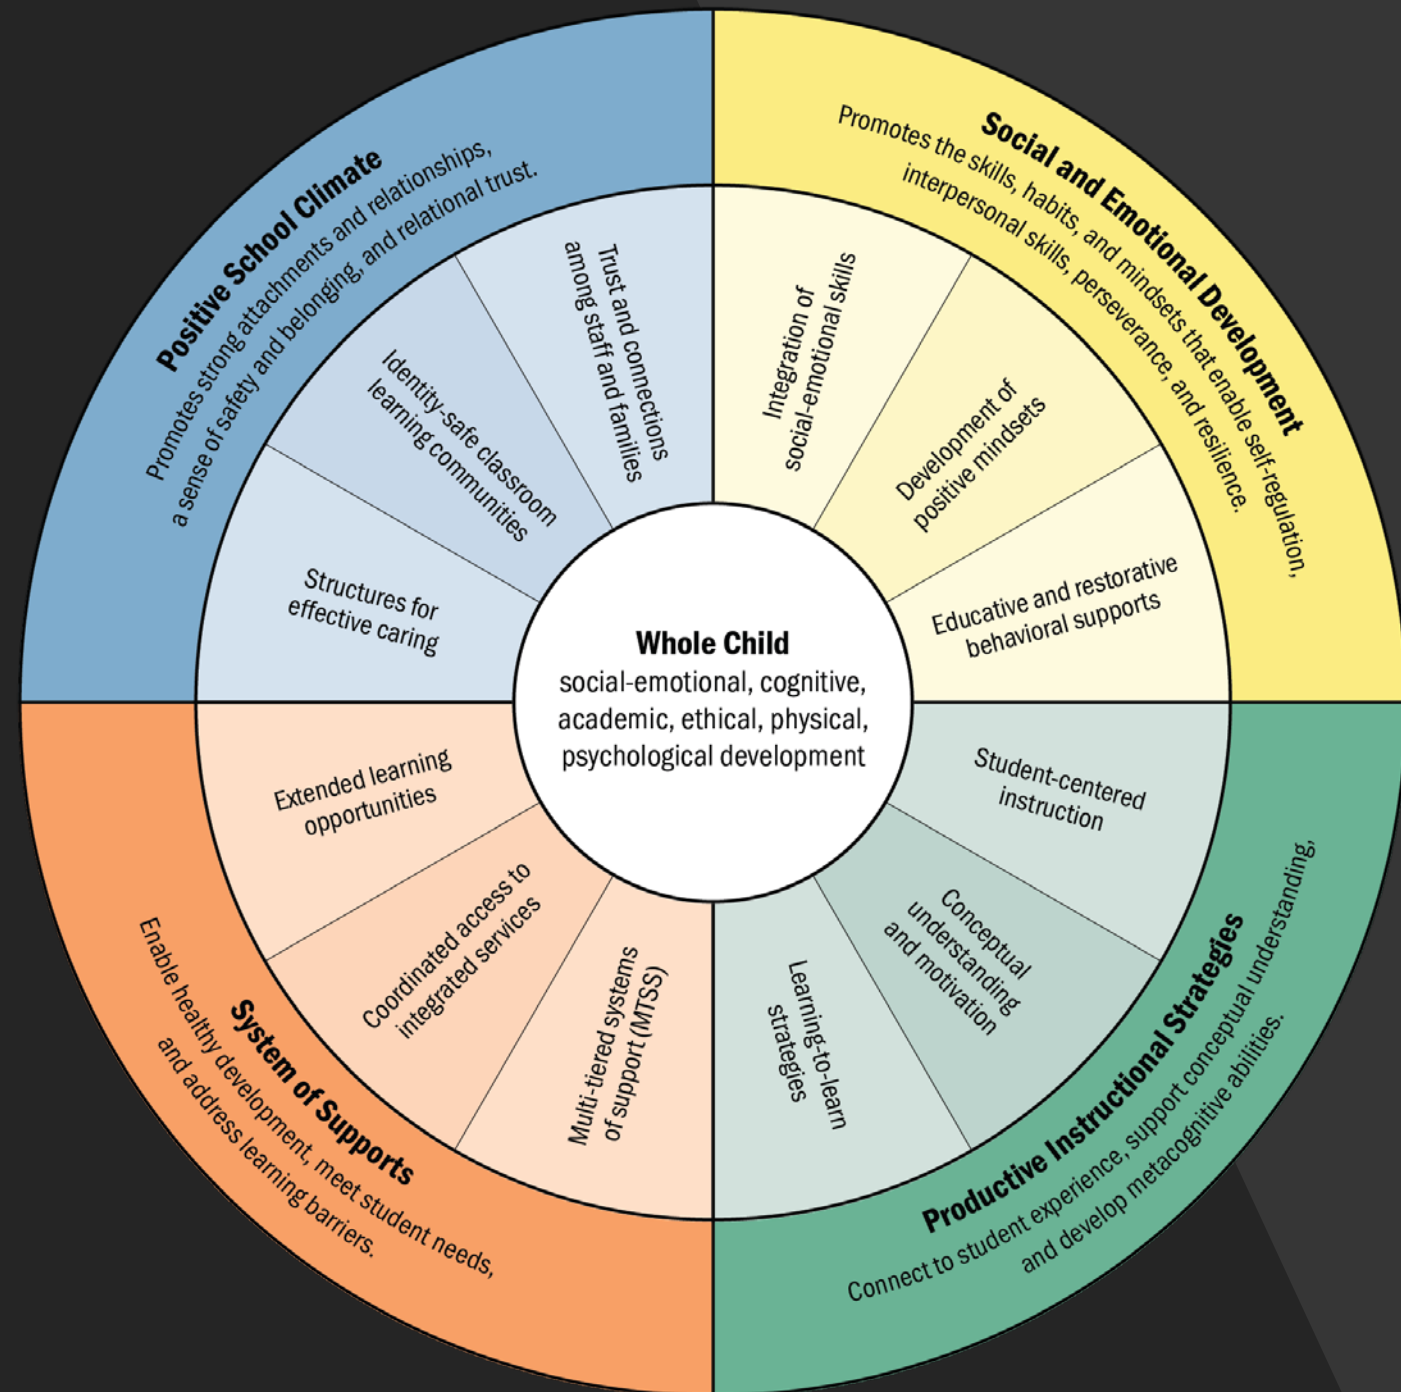 Positive School Climate
Promotes strong attachments and relationships,
a sense of safety and belonging, and relational trust.
Structures for
effective caring
Identity-safe classroom
learning communities
Trust and connections
among staff and families
Social and Emotional Development
Promotes the skills, habits, and mindsets that enable self-regulation,
interpersonal skills, perseverance, and resilience.
Integration of
social-emotional skills
Development of
positive mindsets
Educative and restorative
behavioral supports
Whole Child
social-emotional, cognitive,
academic, ethical, physical,
psychological development
Student-centered
instruction
Conceptual
understanding
and motivation
Learning-to-learn
strategies
Productive Instructional Strategies
Connect to student experience, support conceptual understanding,
and develop metacognitive abilities.
Multi-tiered systems
of support (MTSS)
Coordinated access to
integrated services
Extended learning
opportunities
System of Supports
Enable healthy development, meet student needs,
and address learning barriers.